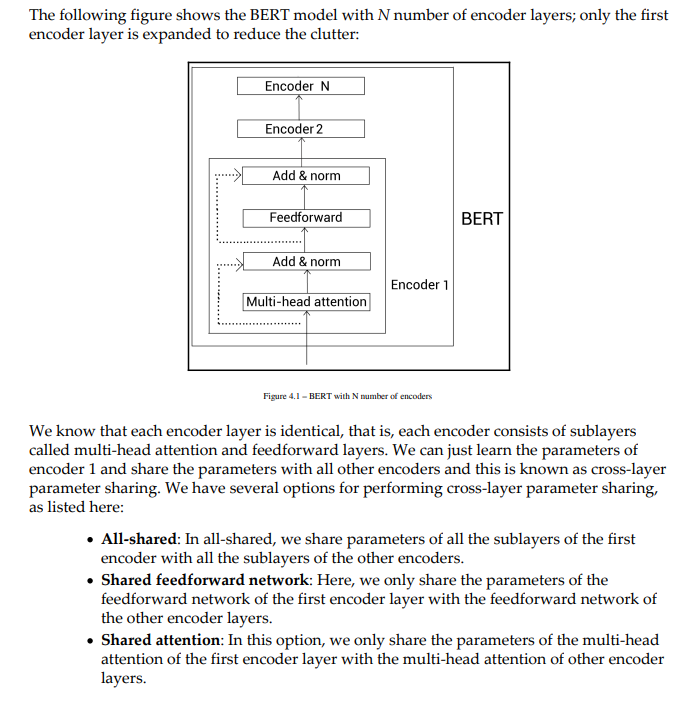 The following figure shows the BERT model with N number of encoder layers; only the first
encoder layer is expanded to reduce the clutter:
Encoder N
Encoder 2
Add & norm
Feedforward
BERT
Add & norm
Encoder 1
Multi-head attention
Figure 4.1 – BERT with N number of encoders
We know that each encoder layer is identical, that is, each encoder consists of sublayers
called multi-head attention and feedforward layers. We can just learn the parameters of
encoder 1 and share the parameters with all other encoders and this is known as cross-layer
parameter sharing. We have several options for performing cross-layer parameter sharing,
as listed here:
• All-shared: In all-shared, we share parameters of all the sublayers of the first
encoder with all the sublayers of the other encoders.
• Shared feedforward network: Here, we only share the parameters of the
feedforward network of the first encoder layer with the feedforward network of
the other encoder layers.
• Shared attention: In this option, we only share the parameters of the multi-head
attention of the first encoder layer with the multi-head attention of other encoder
layers.